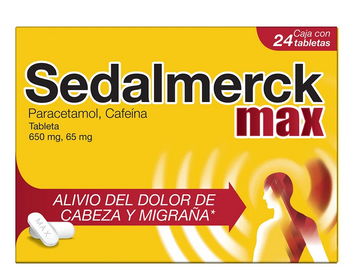 24 Caja con
tabletas
Sedalmerck
max
Paracetamol, Cafeína
Tableta
650 mg, 65 mg
ALIVIO DEL DOLOR DE
CABEZA Y MIGRAÑA*
MAX